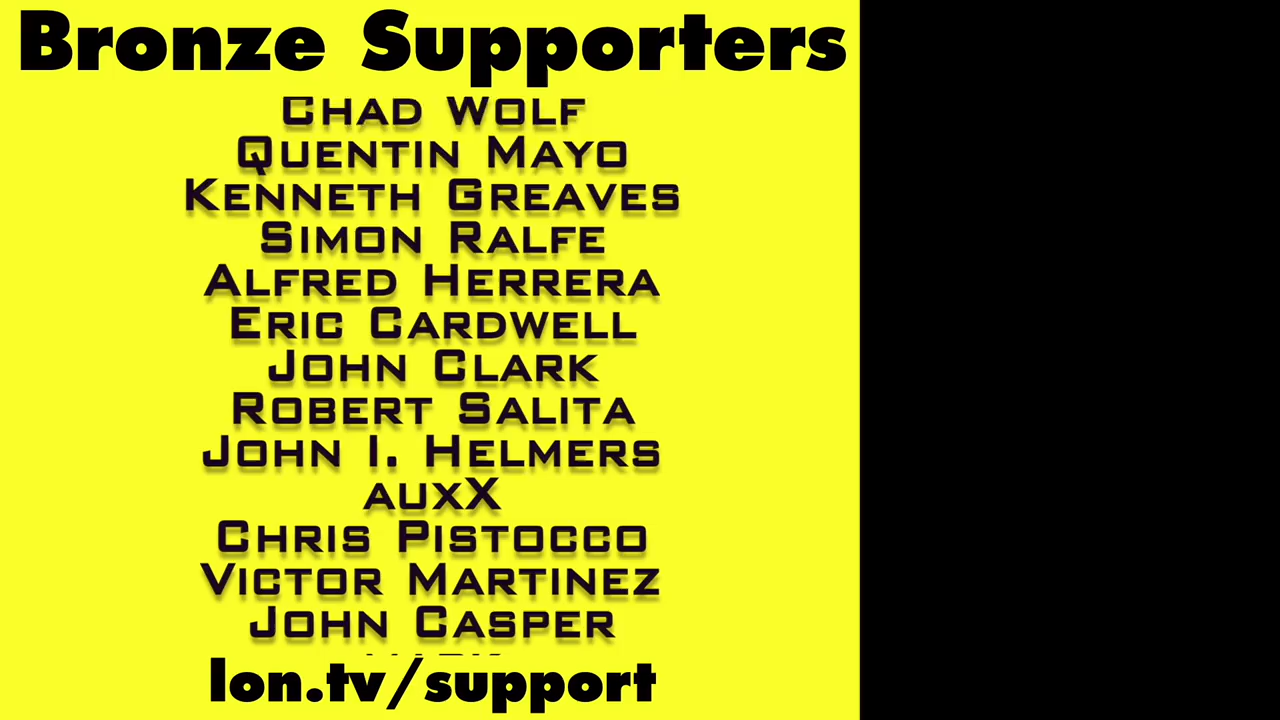 Bronze Supporters
Chad Wolf
Quentin Mayo
Kenneth Greaves
Simon Ralfe
Alfred Herrera
Eric Cardwell
John Clark
Robert Salita
John I. Helmers
auxX
Chris Pistocco
Victor Martinez
John Casper
lon.tv/support